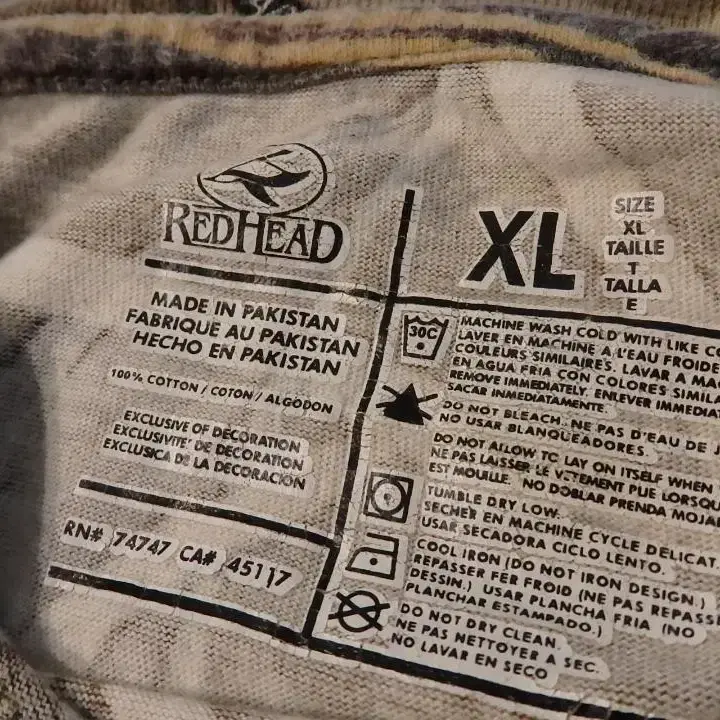 REDHEAD
XL
SIZE
XL
TAILLE
T
TALLA
E
MADE IN PAKISTAN
FABRIQUE AU PAKISTAN
HECHO EN PAKISTAN
100% COTTON / COTON / ALGODON
EXCLUSIVE OF DECORATION
EXCLUSIVITE' DE DECORATION
EXCLUSICA DE LA DECORACION
RN# 74747 CA# 45117
30C
MACHINE WASH COLD WITH LIKE
LAVER EN MACHINE A L'EAU FROIDE
COULEURS SIMILAIRES. LAVAR A
EN AGUA FRIA CON COLORES
REMOVE IMMEDIATELY. ENLEVER
SACAR INMEDIATAMENTE.
DO NOT BLEACH. NE PAS D'EAU DE
NO USAR BLANQUEADORES.
DO NOT ALLOW TO LAY ON ITSELF WHEN
NE PAS LAISSER LE VETEMENT PUE
EST MOUILLE. NO DOBLAR PRENDA
TUMBLE DRY LOW.
SECHER EN MACHINE CYCLE DELICAT.
USAR SECADORA CICLO LENTO.
COOL IRON (DO NOT IRON DESIGN.)
REPASSER FER FROID (NE PAS
DESSIN.) USAR PLANCHA FRIA (NO
PLANCHAR ESTAMPADO.)
DO NOT DRY CLEAN.
NE PAS NETTOYER A SEC.
NO LAVAR EN SECO